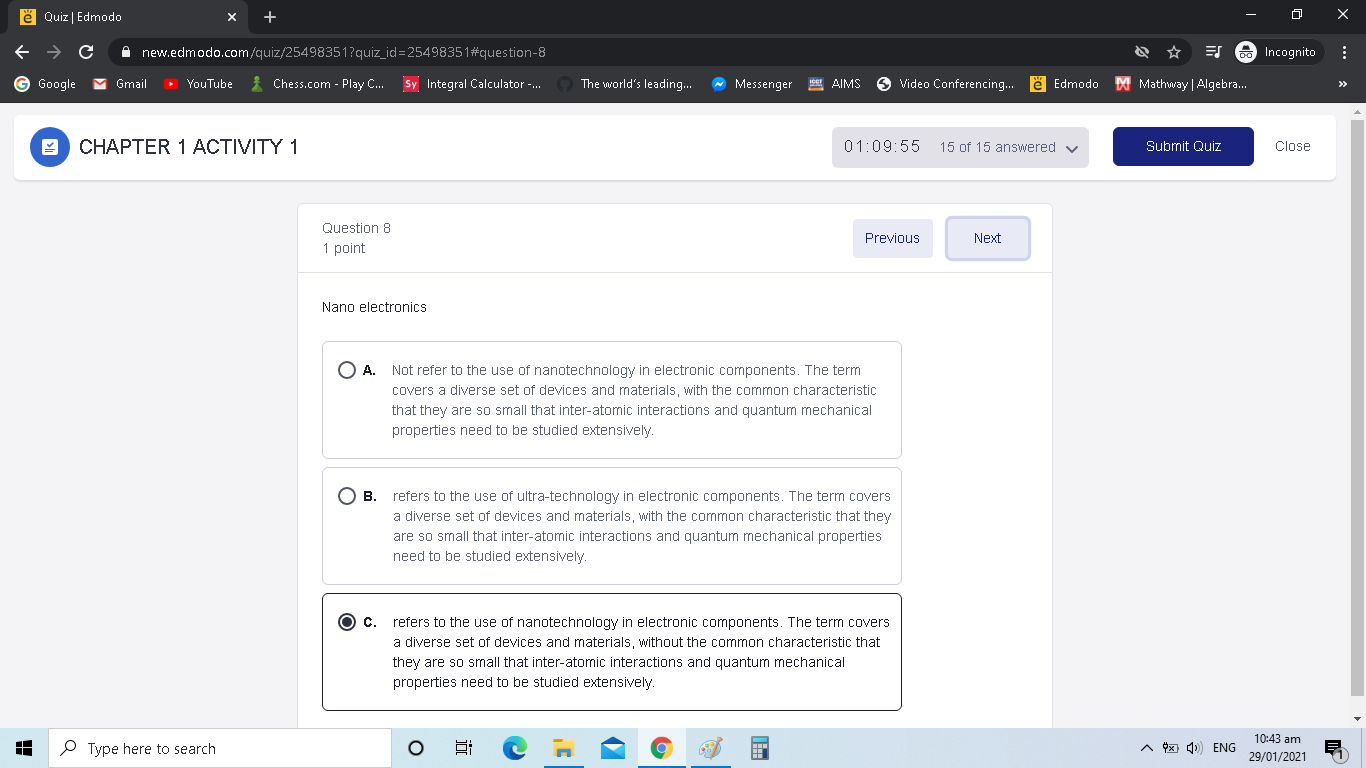 Quiz | Edmodo
new.edmodo.com/quiz/25498351?quiz_id=25498351#question-8
Incognito
Google
Gmail
YouTube
Chess.com - Play C...
Sy
Integral Calculator -...
The world's leading...
Messenger
AIMS
Video Conferencing...
Edmodo
Mathway | Algebra...
»
CHAPTER 1 ACTIVITY 1
01:09:55 15 of 15 answered
Submit Quiz
Close
Question 8
1 point
Previous
Next
Nano electronics
A. Not refer to the use of nanotechnology in electronic components. The term
covers a diverse set of devices and materials, with the common characteristic
that they are so small that inter-atomic interactions and quantum mechanical
properties need to be studied extensively.
B. refers to the use of ultra-technology in electronic components. The term covers
a diverse set of devices and materials, with the common characteristic that they
are so small that inter-atomic interactions and quantum mechanical properties
need to be studied extensively.
C. refers to the use of nanotechnology in electronic components. The term covers
a diverse set of devices and materials, without the common characteristic that
they are so small that inter-atomic interactions and quantum mechanical
properties need to be studied extensively.
Type here to search
ENG
10:43 am
29/01/2021
1